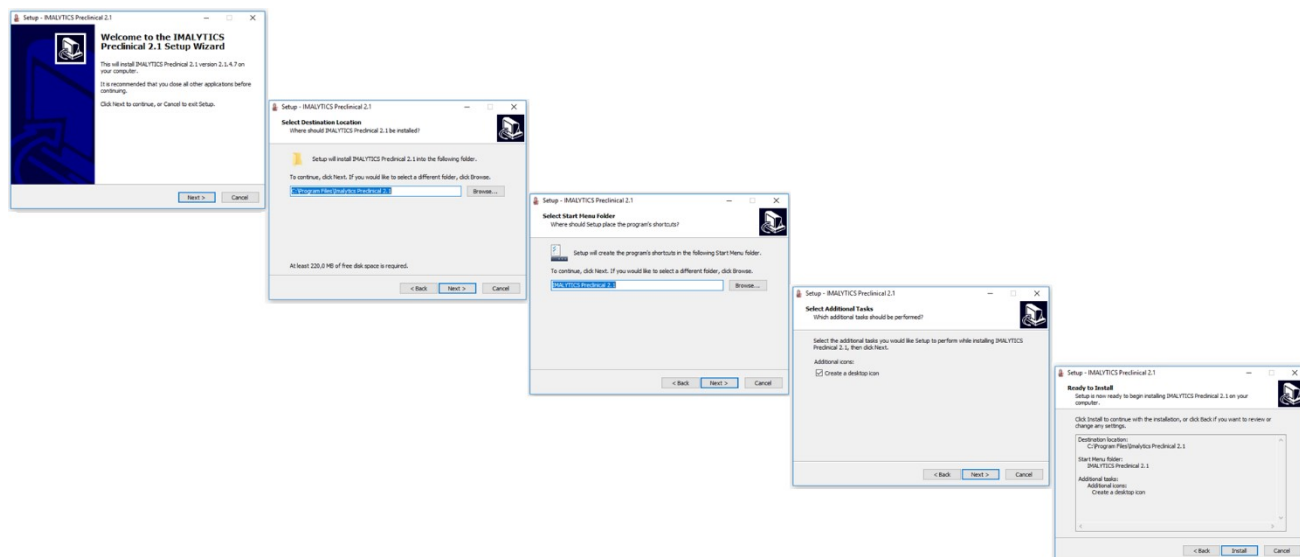 Setup - IMALYTICS Preclinical 2.1
Welcome to the IMALYTICS
Preclinical 2.1 Setup Wizard
This will install IMALYTICS Preclinical 2.1 version 2.1.4.7 on
your computer.
It is recommended that you close all other applications before
continuing.
Click Next to continue, or Cancel to exit Setup.
Next >
Cancel
Setup - IMALYTICS Preclinical 2.1
Select Destination Location
Where should IMALYTICS Preclinical 2.1 be installed?
Setup will install IMALYTICS Preclinical 2.1 into the following folder.
To continue, click Next. If you would like to select a different folder, click Browse.
C:\Program Files\Imalytics Preclinical 2.1
Browse...
At least 220,0 MB of free disk space is required.
< Back
Next >
Cancel
Setup - IMALYTICS Preclinical 2.1
Select Start Menu Folder
Where should Setup place the program's shortcuts?
Setup will create the program's shortcuts in the following Start Menu folder.
To continue, click Next. If you would like to select a different folder, click Browse.
IMALYTICS Preclinical 2.1
Browse...
< Back
Next >
Cancel
Setup - IMALYTICS Preclinical 2.1
Select Additional Tasks
Which additional tasks should be performed?
Select the additional tasks you would like Setup to perform while installing IMALYTICS
Preclinical 2.1, then click Next.
Additional icons:
Create a desktop icon
< Back
Next >
Cancel
Setup - IMALYTICS Preclinical 2.1
Ready to Install
Setup is now ready to begin installing IMALYTICS Preclinical 2.1 on your
computer.
Click Install to continue with the installation, or click Back if you want to review or
change any settings.
Destination location:
C:\Program Files\Imalytics Preclinical 2.1
Start Menu folder:
IMALYTICS Preclinical 2.1
Additional tasks:
Additional icons:
Create a desktop icon
< Back
Install
Cancel